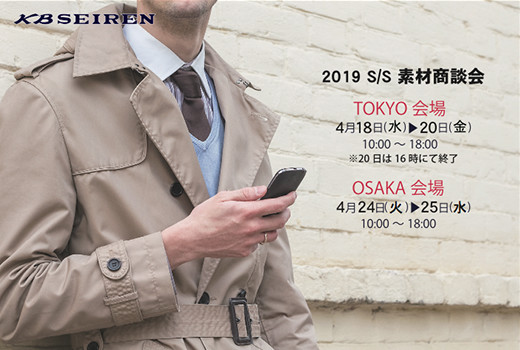 KB SEIREN
2019 S/S 素材商談会
TOKYO 会場
4月18日(水)▶20日(金)
10:00 〜 18:00
※20日は16時にて終了
OSAKA 会場
4月24日(火)▶25日(水)
10:00 〜 18:00